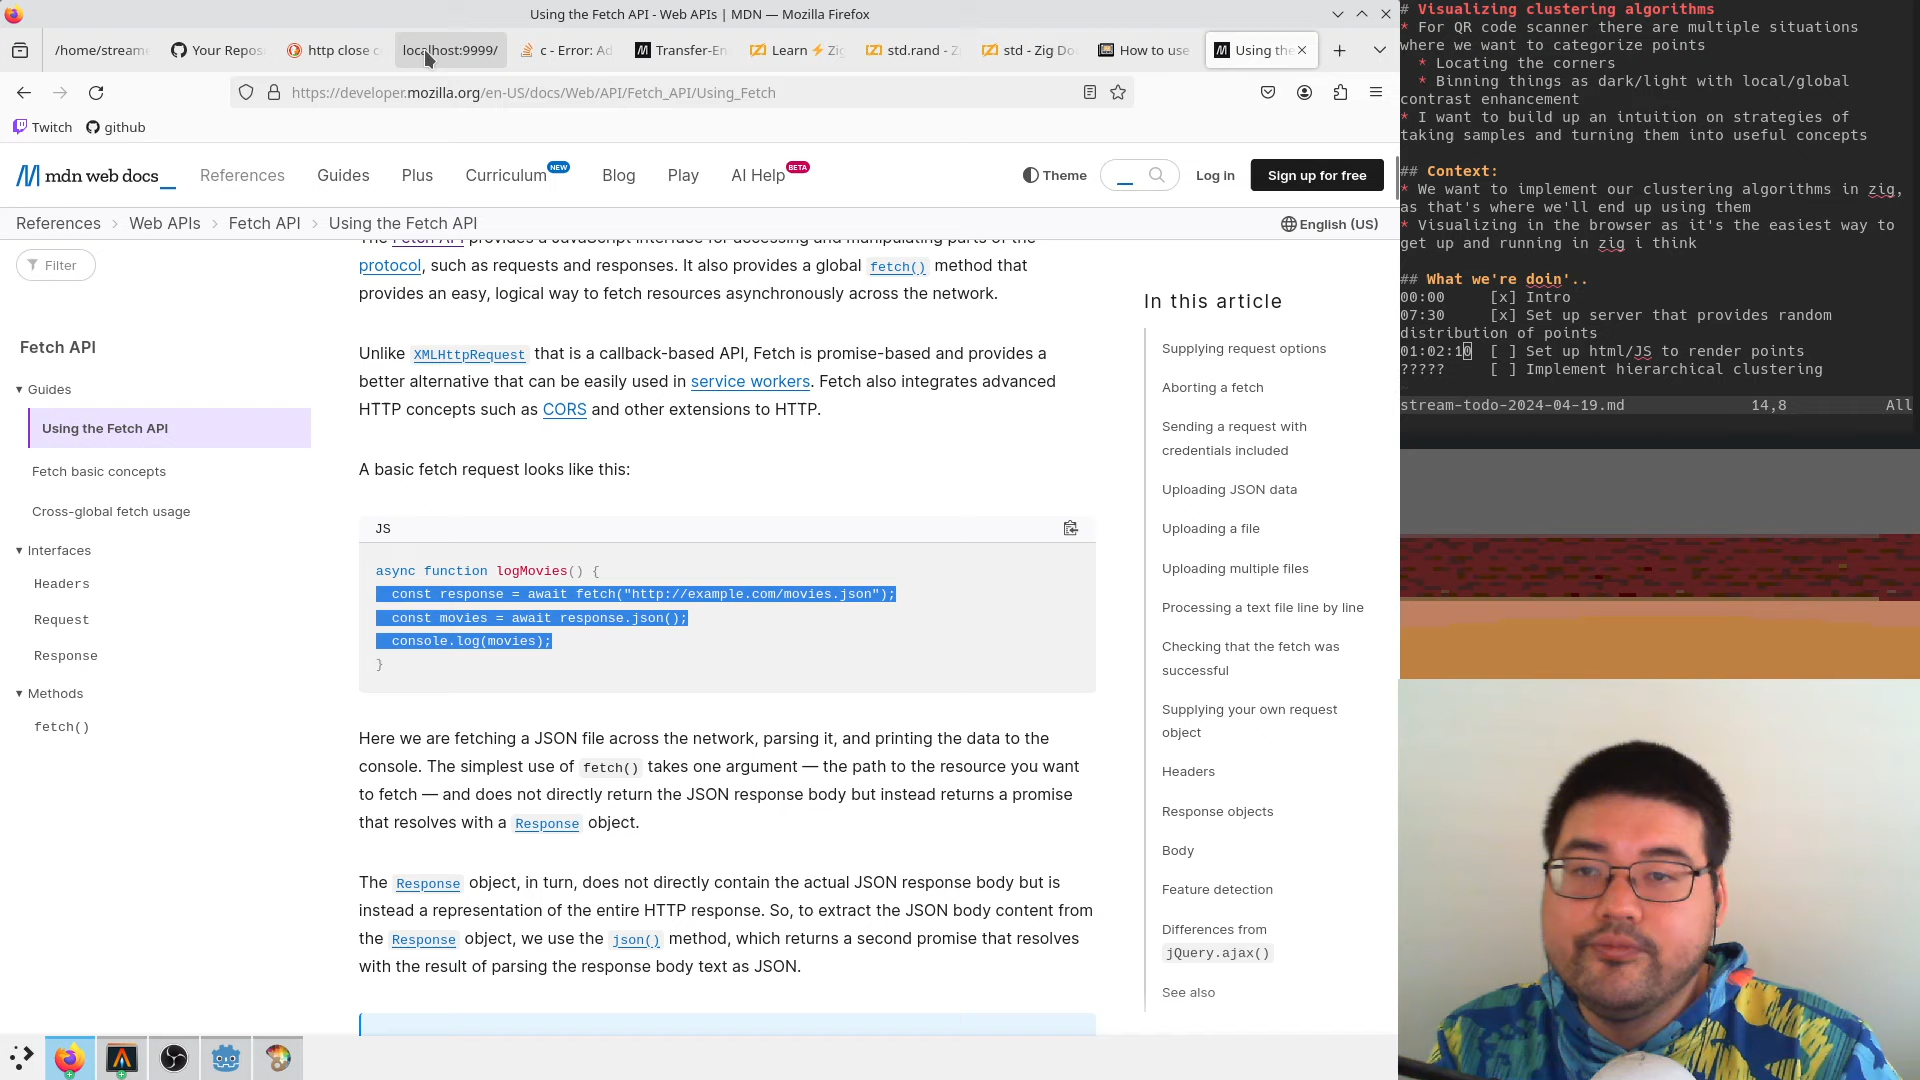 Using the Fetch API - Web APIs | MDN — Mozilla Firefox
/home/stream
Your Repos
http close c
localhost:9999/
c - Error: Ad
Transfer-En
Learn ⚡ Zig
std.rand - Z
std - Zig Do
How to use
Using the
https://developer.mozilla.org/en-US/docs/Web/API/Fetch_API/Using_Fetch
Twitch
github
mdn web docs_
References
Guides
Plus
Curriculum NEW
Blog
Play
AI Help BETA
Theme
Log in
Sign up for free
References > Web APIs > Fetch API > Using the Fetch API
English (US)
Filter
Fetch API
Guides
Using the Fetch API
Fetch basic concepts
Cross-global fetch usage
Interfaces
Headers
Request
Response
Methods
fetch()
The Fetch API provides a JavaScript interface for accessing and manipulating parts of the
protocol, such as requests and responses. It also provides a global fetch() method that
provides an easy, logical way to fetch resources asynchronously across the network.
Unlike XMLHttpRequest that is a callback-based API, Fetch is promise-based and provides a
better alternative that can be easily used in service workers. Fetch also integrates advanced
HTTP concepts such as CORS and other extensions to HTTP.
A basic fetch request looks like this:
JS
async function logMovies() {
const response = await fetch("http://example.com/movies.json");
const movies = await response.json();
console.log(movies);
}
Here we are fetching a JSON file across the network, parsing it, and printing the data to the
console. The simplest use of fetch() takes one argument — the path to the resource you want
to fetch — and does not directly return the JSON response body but instead returns a promise
that resolves with a Response object.
The Response object, in turn, does not directly contain the actual JSON response body but is
instead a representation of the entire HTTP response. So, to extract the JSON body content from
the Response object, we use the json() method, which returns a second promise that resolves
with the result of parsing the response body text as JSON.
In this article
Supplying request options
Aborting a fetch
Sending a request with
credentials included
Uploading JSON data
Uploading a file
Uploading multiple files
Processing a text file line by line
Checking that the fetch was
successful
Supplying your own request
object
Headers
Response objects
Body
Feature detection
Differences from
jQuery.ajax()
See also
# Visualizing clustering algorithms
* For QR code scanner there are multiple situations
where we want to categorize points
* Locating the corners
* Binning things as dark/light with local/global
contrast enhancement
* I want to build up an intuition on strategies of
taking samples and turning them into useful concepts
## Context:
* We want to implement our clustering algorithms in zig,
as that's where we'll end up using them
* Visualizing in the browser as it's the easiest way to
get up and running in zig i think
## What we're doin'..
00:00 [x] Intro
07:30 [x] Set up server that provides random
distribution of points
01:02:10 [ ] Set up html/JS to render points
????? [ ] Implement hierarchical clustering
~
stream-todo-2024-04-19.md 14,8 All